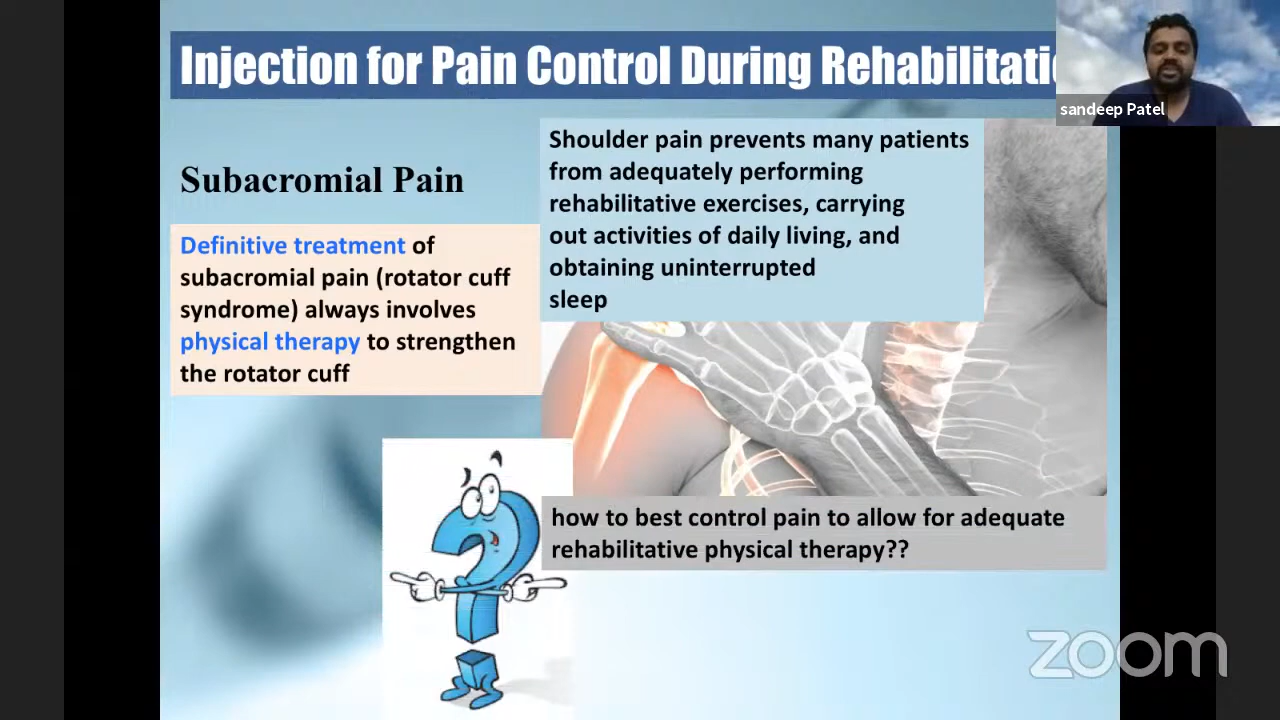 Injection for Pain Control During Rehabilitati
sandeep Patel
Subacromial Pain
Definitive treatment of
subacromial pain (rotator cuff
syndrome) always involves
physical therapy to strengthen
the rotator cuff
Shoulder pain prevents many patients
from adequately performing
rehabilitative exercises, carrying
out activities of daily living, and
obtaining uninterrupted
sleep
how to best control pain to allow for adequate
rehabilitative physical therapy??
zoom